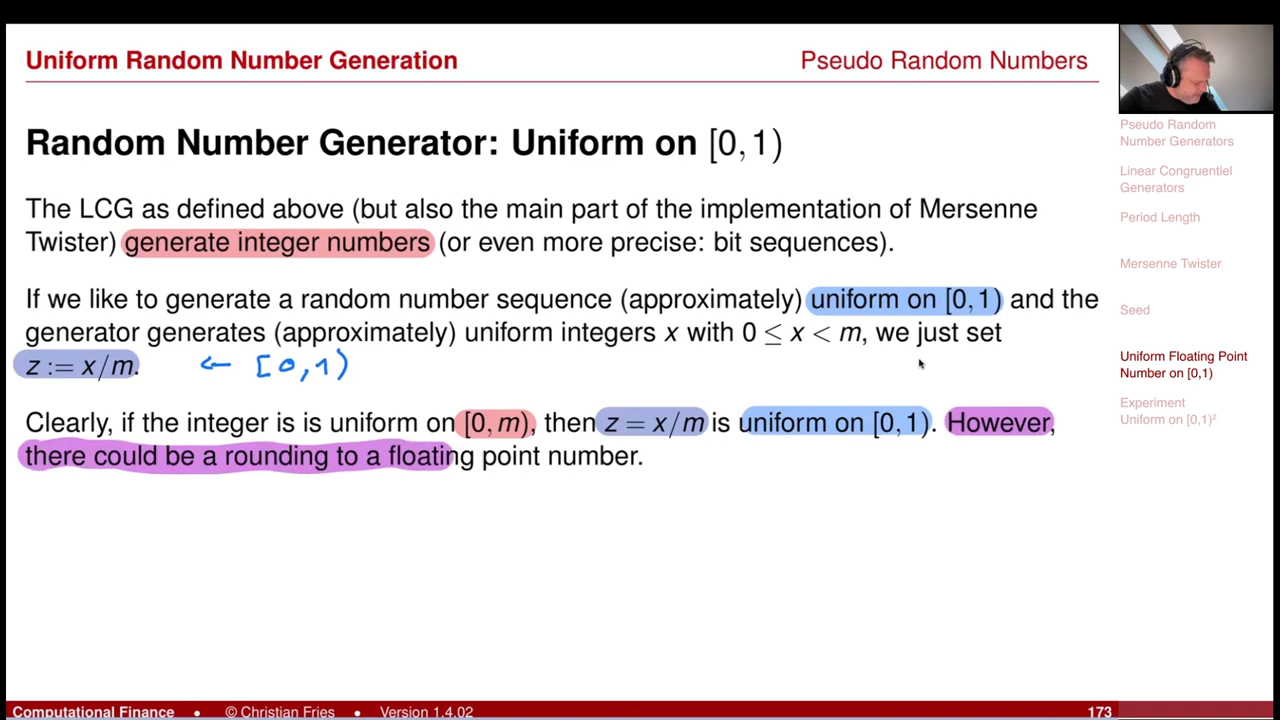 Uniform Random Number Generation
Pseudo Random Numbers
Random Number Generator: Uniform on [0, 1)
The LCG as defined above (but also the main part of the implementation of Mersenne
Twister) generate integer numbers (or even more precise: bit sequences).
If we like to generate a random number sequence (approximately) uniform on [0, 1) and the
generator generates (approximately) uniform integers x with 0 ≤ x < m, we just set
z := x/m. ← [0, 1)
Clearly, if the integer is is uniform on [0, m), then z = x/m is uniform on [0, 1). However,
there could be a rounding to a floating point number.
Pseudo Random
Number Generators
Linear Congruentiel
Generators
Period Length
Mersenne Twister
Seed
Uniform Floating Point
Number on [0,1)
Experiment
Uniform on [0,1)²
Computational Finance • © Christian Fries • Version 1.4.02
173